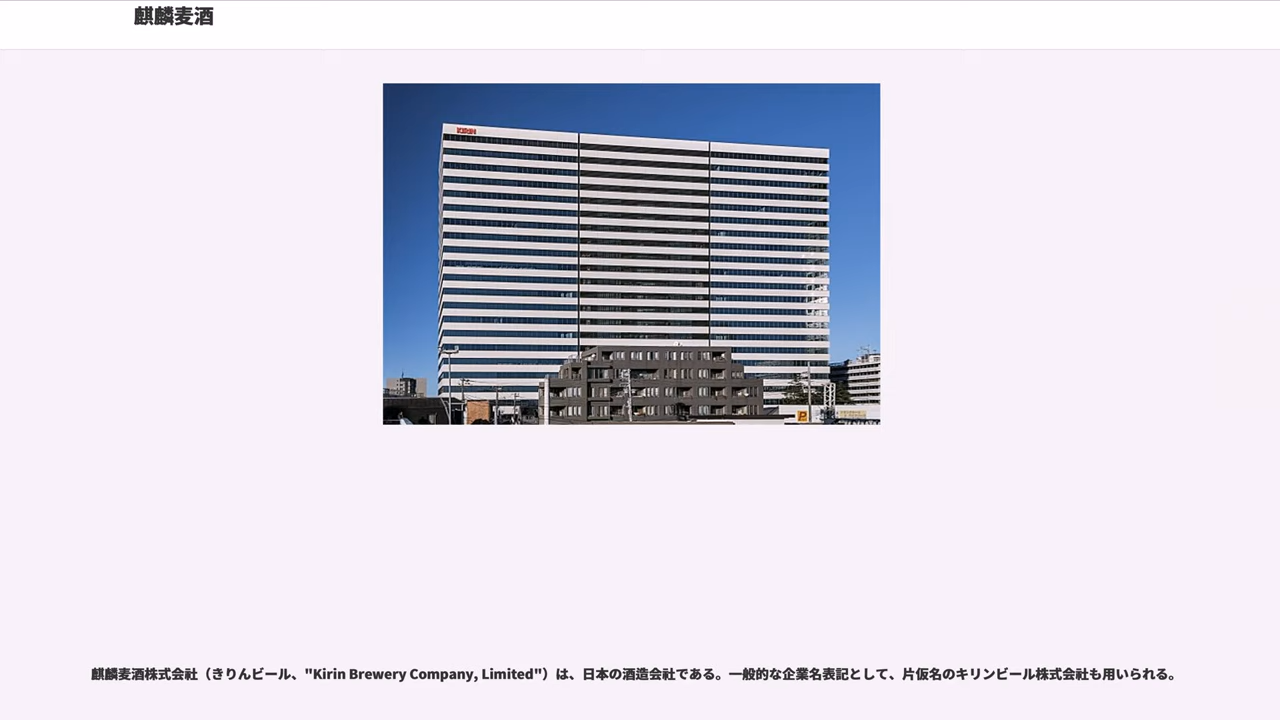 麒麟麦酒
KIRIN
P
麒麟麦酒株式会社（きりんビール、"Kirin Brewery Company, Limited"）は、日本の酒造会社である。一般的な企業名表記として、片仮名のキリンビール株式会社も用いられる。